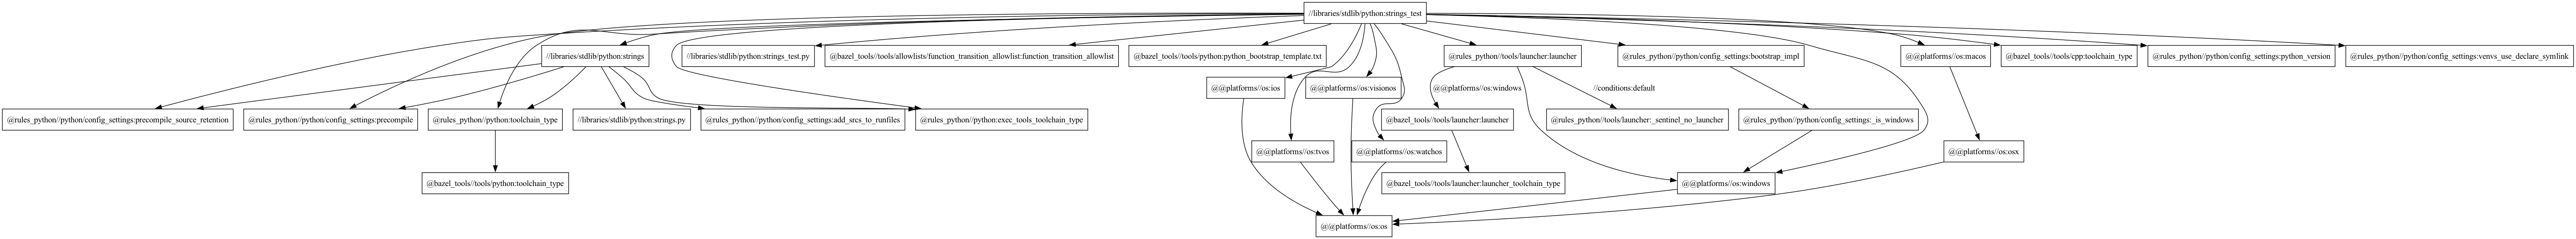 //libraries/stdlib/python:strings_test
//libraries/stdlib/python:strings
//libraries/stdlib/python:strings_test.py
@bazel_tools//tools/allowlists/function_transition_allowlist:function_transition_allowlist
@bazel_tools//tools/python:python_bootstrap_template.txt
@rules_python//tools/launcher:launcher
@rules_python//python/config_settings:bootstrap_impl
@@platforms//os:macos
@bazel_tools//tools/cpp:toolchain_type
@rules_python//python/config_settings:python_version
@rules_python//python/config_settings:venvs_use_declare_symlink
@@platforms//os:ios
@@platforms//os:visionos
@@platforms//os:windows
//conditions:default
@rules_python//python/config_settings:precompile_source_retention
@rules_python//python/config_settings:precompile
@rules_python//python:toolchain_type
//libraries/stdlib/python:strings.py
@rules_python//python/config_settings:add_srcs_to_runfiles
@rules_python//python:exec_tools_toolchain_type
@bazel_tools//tools/launcher:launcher
@rules_python//tools/launcher:_sentinel_no_launcher
@rules_python//python/config_settings:_is_windows
@@platforms//os:tvos
@@platforms//os:watchos
@@platforms//os:osx
@bazel_tools//tools/python:toolchain_type
@bazel_tools//tools/launcher:launcher_toolchain_type
@@platforms//os:windows
@@platforms//os:os